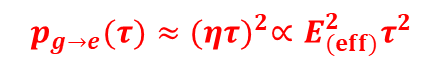 p_{g→e}(τ) ≈ (ητ)² ∝ E²_{(eff)}τ²